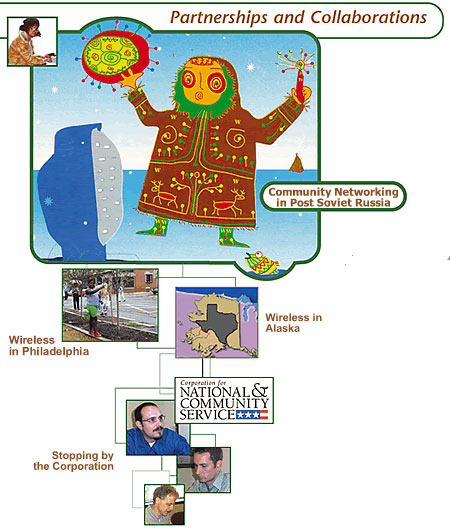 Partnerships and Collaborations
Community Networking
in Post Soviet Russia
Wireless
in Philadelphia
Wireless in
Alaska
Corporation for
NATIONAL &
COMMUNITY
SERVICE
Stopping by
the Corporation